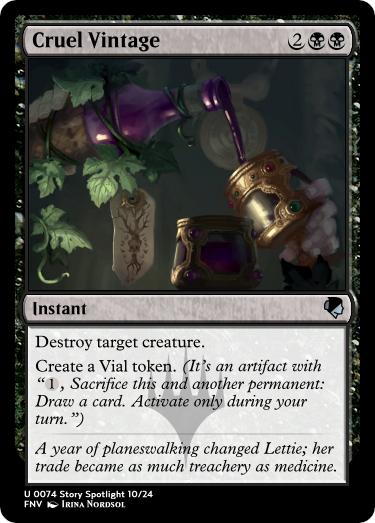 Cruel Vintage 2
Instant
Destroy target creature.
Create a Vial token. (It's an artifact with
"1, Sacrifice this and another permanent:
Draw a card. Activate only during your
turn.")
A year of planeswalking changed Lettie; her
trade became as much treachery as medicine.
U 0074 Story Spotlight 10/24
FNV Irina Nordsol